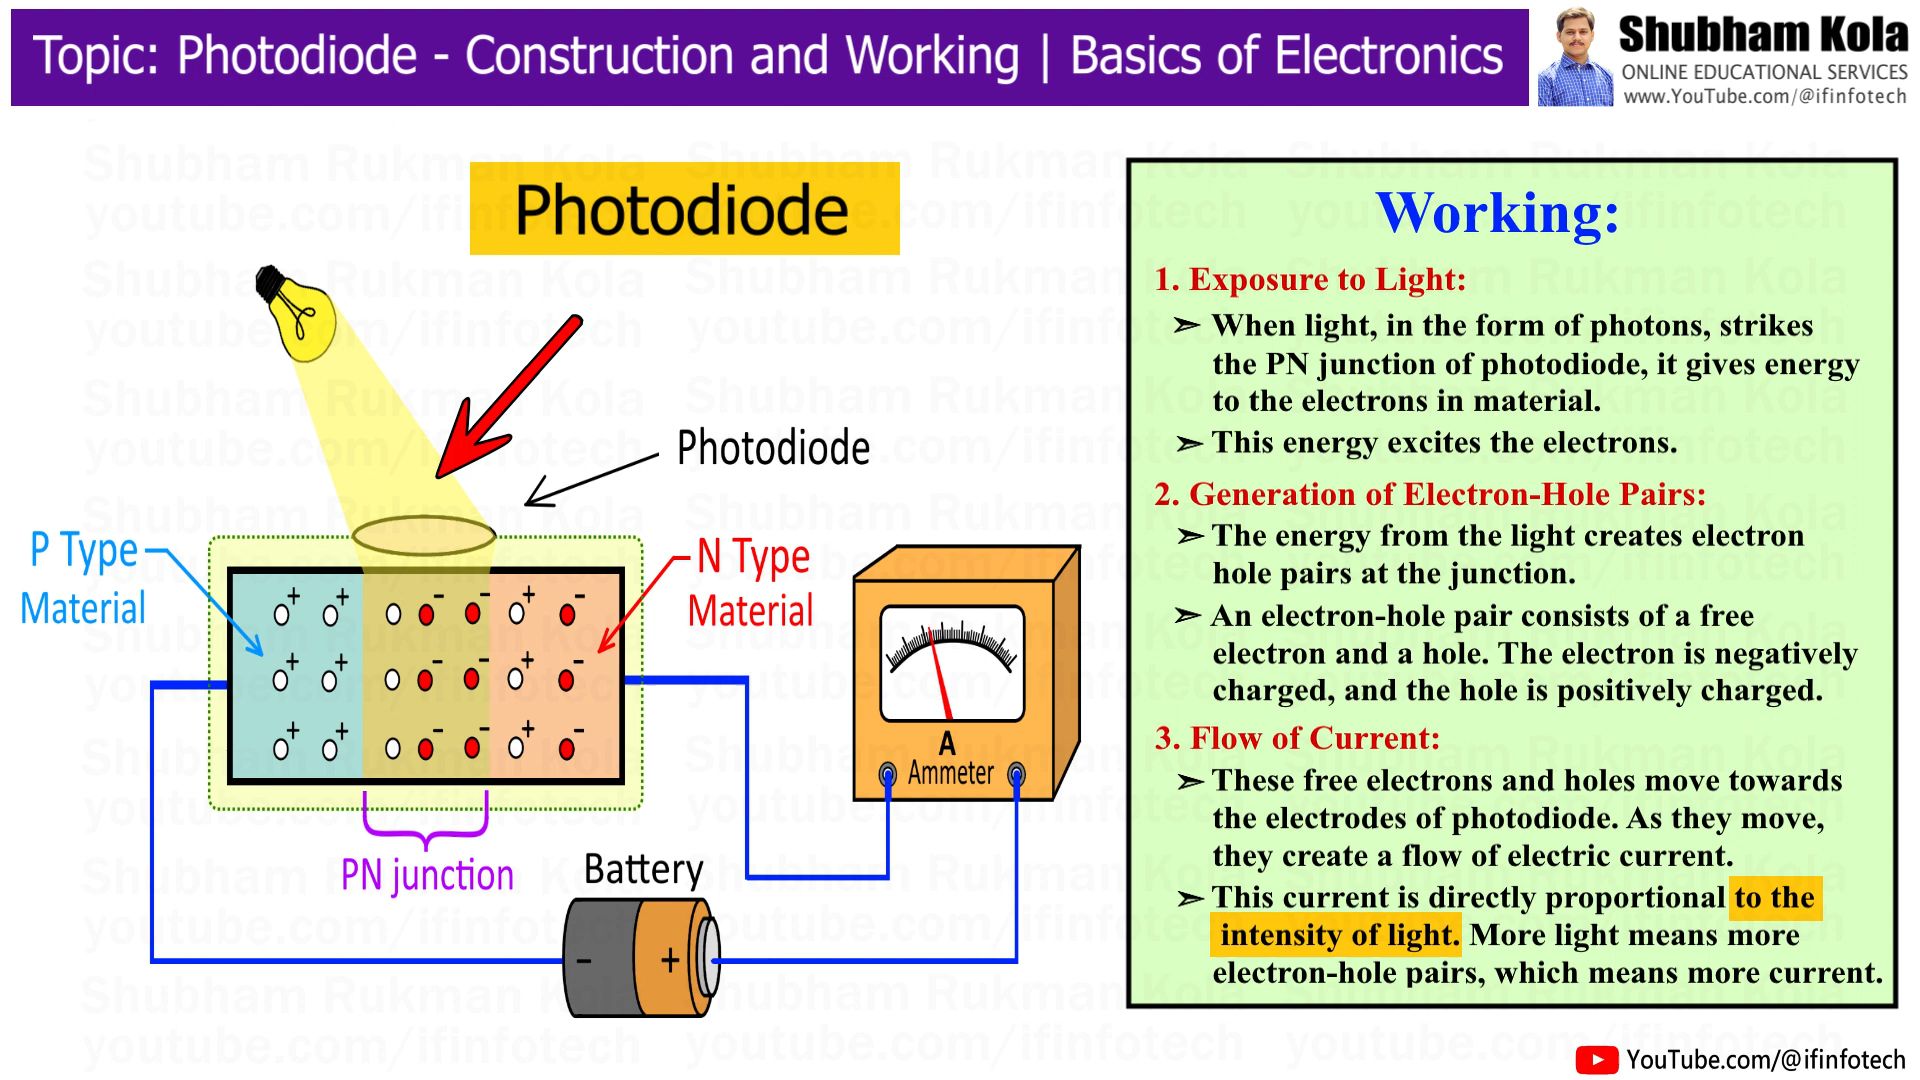 Topic: Photodiode - Construction and Working | Basics of Electronics
Shubham Kola
ONLINE EDUCATIONAL SERVICES
www.YouTube.com/@ifinfotech
Photodiode
Photodiode
P Type
Material
N Type
Material
PN junction
Battery
- +
A
Ammeter
Working:
1. Exposure to Light:
➢ When light, in the form of photons, strikes
the PN junction of photodiode, it gives energy
to the electrons in material.
➢ This energy excites the electrons.
2. Generation of Electron-Hole Pairs:
➢ The energy from the light creates electron
hole pairs at the junction.
➢ An electron-hole pair consists of a free
electron and a hole. The electron is negatively
charged, and the hole is positively charged.
3. Flow of Current:
➢ These free electrons and holes move towards
the electrodes of photodiode. As they move,
they create a flow of electric current.
➢ This current is directly proportional to the
intensity of light. More light means more
electron-hole pairs, which means more current.
YouTube.com/@ifinfotech
Shubham Rukman Kola
youtube.com/ifinfotech